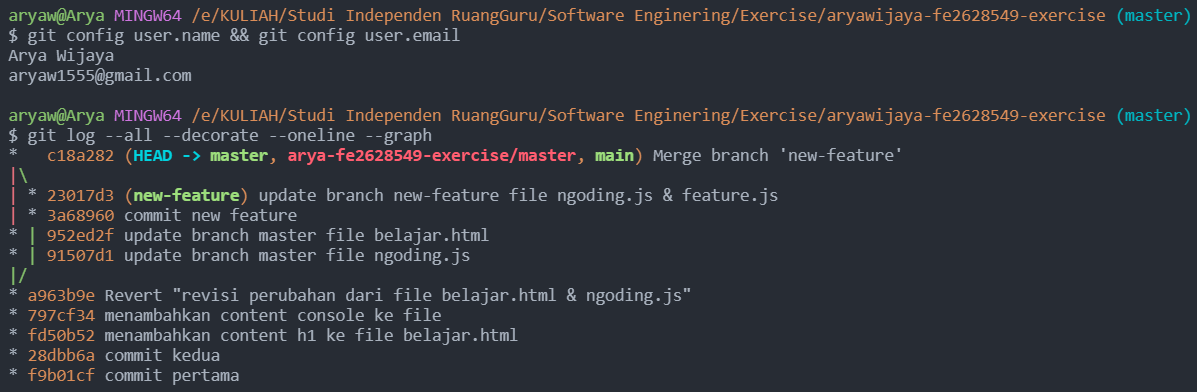 aryaw@Arya MINGW64 /e/KULIAH/Studi Independen RuangGuru/Software Enginering/Exercise/aryawijaya-fe2628549-exercise (master)
$ git config user.name && git config user.email
Arya Wijaya
aryaw1555@gmail.com
aryaw@Arya MINGW64 /e/KULIAH/Studi Independen RuangGuru/Software Enginering/Exercise/aryawijaya-fe2628549-exercise (master)
$ git log --all --decorate --oneline --graph
*   c18a282 (HEAD -> master, arya-fe2628549-exercise/master, main) Merge branch 'new-feature'
|\
| * 23017d3 (new-feature) update branch new-feature file ngoding.js & feature.js
| * 3a68960 commit new feature
* | 952ed2f update branch master file belajar.html
* | 91507d1 update branch master file ngoding.js
|/
* a963b9e Revert "revisi perubahan dari file belajar.html & ngoding.js"
* 797cf34 menambahkan content console ke file
* fd50b52 menambahkan content h1 ke file belajar.html
* 28dbb6a commit kedua
* f9b01cf commit pertama